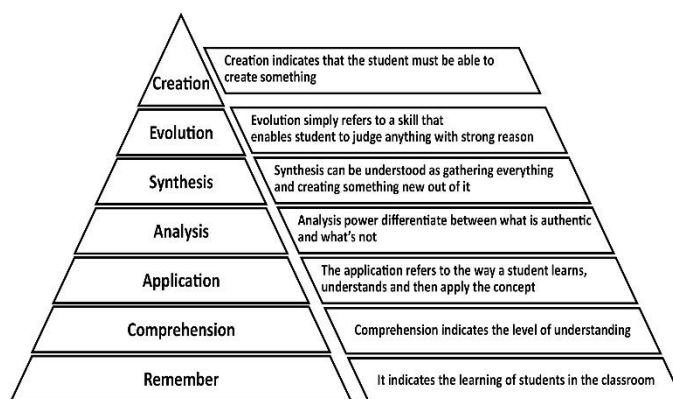 Creation
Creation indicates that the student must be able to
create something
Evolution
Evolution simply refers to a skill that
enables student to judge anything with strong reason
Synthesis
Synthesis can be understood as gathering everything
and creating something new out of it
Analysis
Analysis power differentiate between what is authentic
and what's not
Application
The application refers to the way a student learns,
understands and then apply the concept
Comprehension
Comprehension indicates the level of understanding
Remember
It indicates the learning of students in the classroom